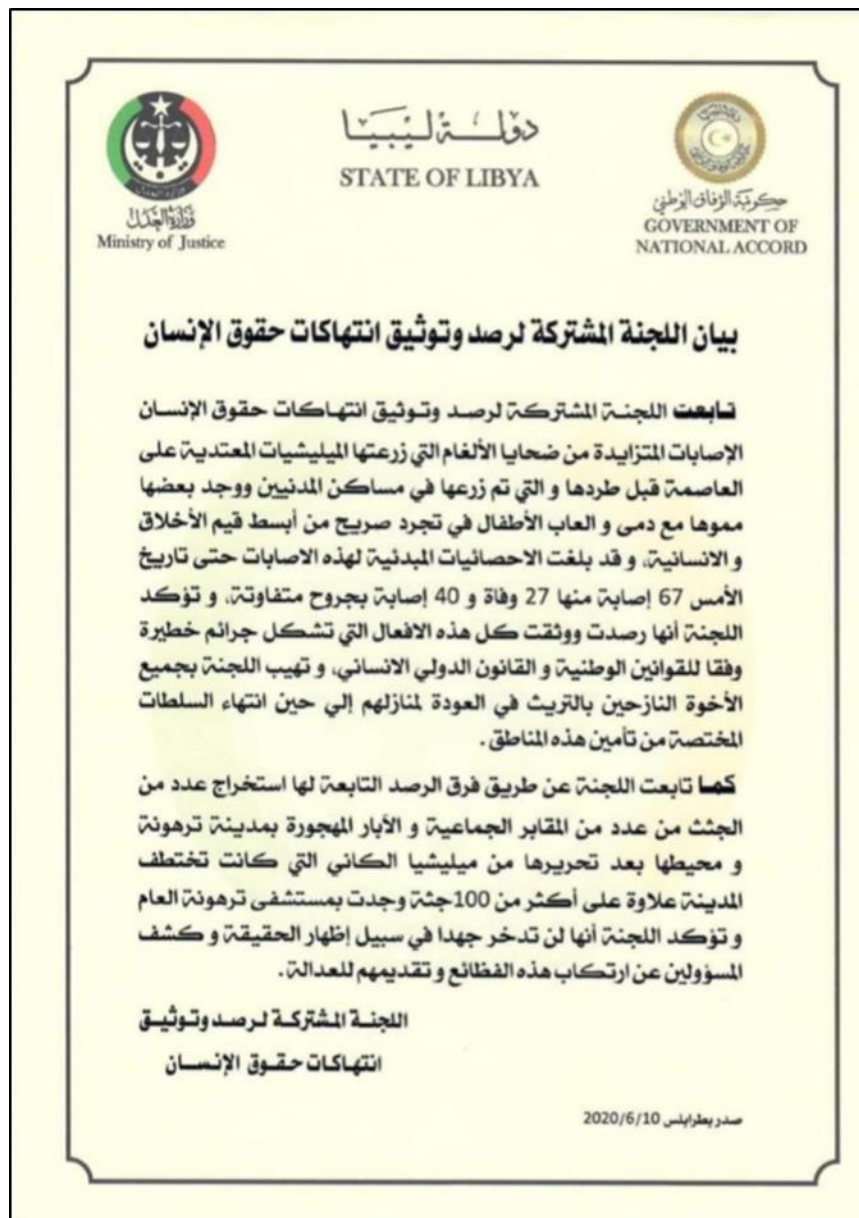 دولة ليبيا
STATE OF LIBYA
وزارة العدل
Ministry of Justice
حكومة الوفاق الوطني
GOVERNMENT OF
NATIONAL ACCORD
بيان اللجنة المشتركة لرصد وتوثيق انتهاكات حقوق الإنسان
تابعت اللجنة المشتركة لرصد وتوثيق انتهاكات حقوق الإنسان
الإصابات المتزايدة من ضحايا الألغام التي زرعتها الميليشيات المعتدية على
العاصمة قبل طردها و التي تم زرعها في مساكن المدنيين ووجد بعضها
مموها مع دمى و العاب الأطفال في تجرد صريح من أبسط قيم الأخلاق
و الانسانية، و قد بلغت الاحصائيات المبدئية لهذه الاصابات حتى تاريخ
الأمس 67 إصابة منها 27 وفاة و 40 إصابة بجروح متفاوتة، و تؤكد
اللجنة أنها رصدت ووثقت كل هذه الافعال التي تشكل جرائم خطيرة
وفقا للقوانين الوطنية و القانون الدولي الانساني، و تهيب اللجنة بجميع
الأخوة النازحين بالتريث في العودة لمنازلهم إلي حين انتهاء السلطات
المختصة من تأمين هذه المناطق.
كما تابعت اللجنة عن طريق فرق الرصد التابعة لها استخراج عدد من
الجثث من عدد من المقابر الجماعية و الآبار المهجورة بمدينة ترهونة
و محيطها بعد تحريرها من ميليشيا الكاني التي كانت تختطف
المدينة علاوة على أكثر من 100جثة وجدت بمستشفى ترهونة العام
و تؤكد اللجنة أنها لن تدخر جهدا في سبيل إظهار الحقيقة و كشف
المسؤولين عن ارتكاب هذه الفظائع و تقديمهم للعدالة.
اللجنة المشتركة لرصد وتوثيق
انتهاكات حقوق الإنسان
صدر بطرابلس 2020/6/10